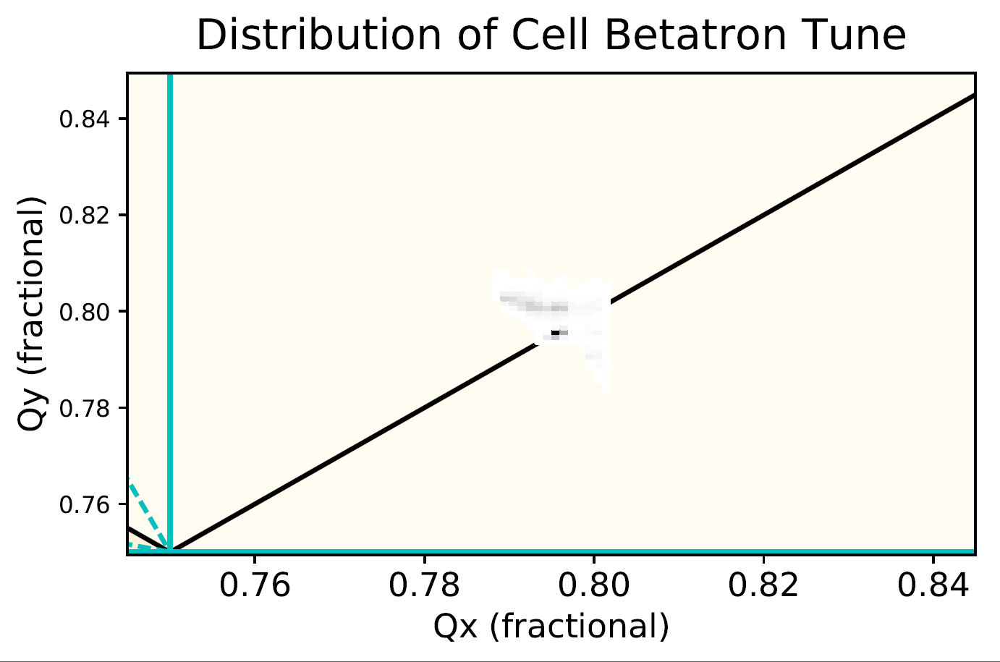 Distribution of Cell Betatron Tune
Qy (fractional)
0.84
0.82
0.80
0.78
0.76
0.76 0.78 0.80 0.82 0.84
Qx (fractional)